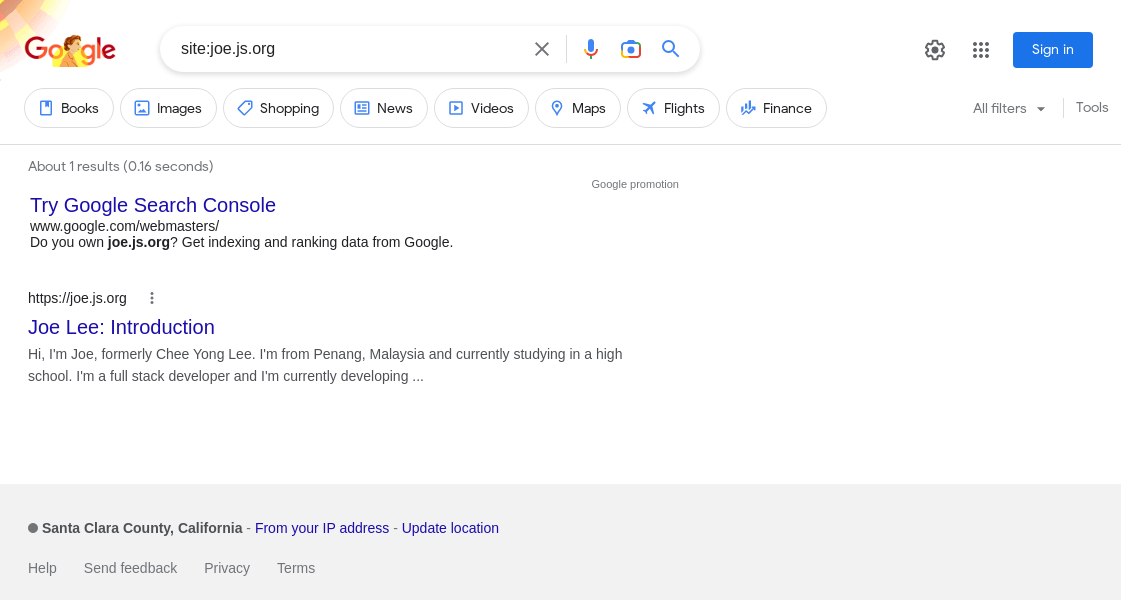 Google
site:joe.js.org
Sign in
Books
Images
Shopping
News
Videos
Maps
Flights
Finance
All filters
Tools
About 1 results (0.16 seconds)
Google promotion
Try Google Search Console
www.google.com/webmasters/
Do you own joe.js.org? Get indexing and ranking data from Google.
https://joe.js.org
Joe Lee: Introduction
Hi, I'm Joe, formerly Chee Yong Lee. I'm from Penang, Malaysia and currently studying in a high
school. I'm a full stack developer and I'm currently developing ...
Santa Clara County, California - From your IP address - Update location
Help Send feedback Privacy Terms